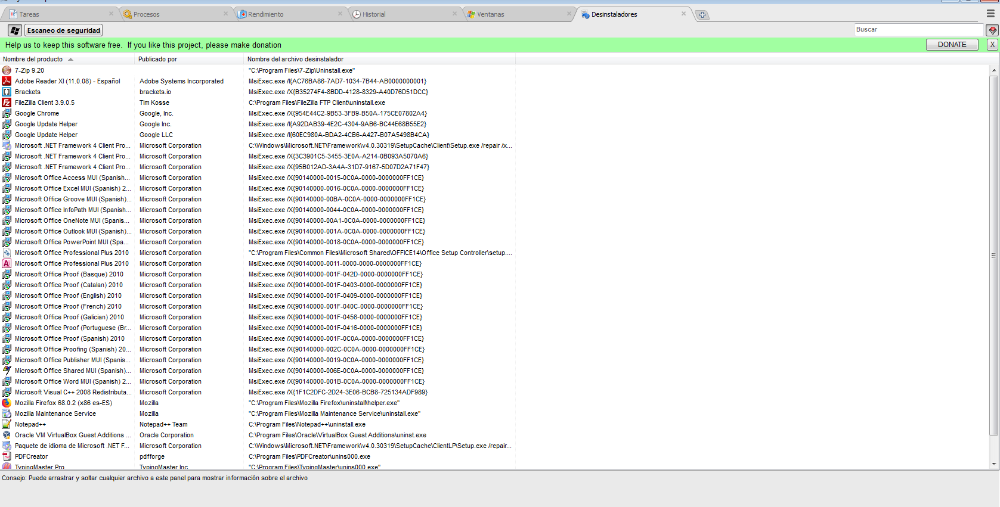 Tareas Procesos Rendimiento Historial Ventanas Desinstaladores
Escaneo de seguridad Buscar
Help us to keep this software free. If you like this project, please make donation DONATE X
Nombre del producto Publicado por Nombre del archivo desinstalador
7-Zip 9.20 "C:\Program Files\7-Zip\Uninstall.exe"
Adobe Reader XI (11.0.08) - Español Adobe Systems Incorporated MsiExec.exe /I{AC76BA86-7AD7-1034-7B44-AB0000000001}
Brackets brackets.io MsiExec.exe /X{B35274F4-8BDD-4128-8329-A40D76D51DCC}
FileZilla Client 3.9.0.5 Tim Kosse C:\Program Files\FileZilla FTP Client\uninstall.exe
Google Chrome Google, Inc. MsiExec.exe /X{954E44C2-9B53-3FB9-B50A-175CE07802A4}
Google Update Helper Google Inc. MsiExec.exe /I{A92DAB39-4E2C-4304-9AB6-BC44E68B55E2}
Google Update Helper Google LLC MsiExec.exe /I{60EC980A-BDA2-4CB6-A427-B07A5498B4CA}
Microsoft .NET Framework 4 Client Pro... Microsoft Corporation C:\Windows\Microsoft.NET\Framework\v4.0.30319\SetupCache\Client\Setup.exe /repair /x...
Microsoft .NET Framework 4 Client Pro... Microsoft Corporation MsiExec.exe /X{3C3901C5-3455-3E0A-A214-0B093A5070A6}
Microsoft .NET Framework 4 Client Pro... Microsoft Corporation MsiExec.exe /X{95B012AD-3A4A-31D7-9167-5D07D2A71F47}
Microsoft Office Access MUI (Spanish... Microsoft Corporation MsiExec.exe /X{90140000-0015-0C0A-0000-0000000FF1CE}
Microsoft Office Excel MUI (Spanish) 2... Microsoft Corporation MsiExec.exe /X{90140000-0016-0C0A-0000-0000000FF1CE}
Microsoft Office Groove MUI (Spanish)... Microsoft Corporation MsiExec.exe /X{90140000-00BA-0C0A-0000-0000000FF1CE}
Microsoft Office InfoPath MUI (Spanish... Microsoft Corporation MsiExec.exe /X{90140000-0044-0C0A-0000-0000000FF1CE}
Microsoft Office OneNote MUI (Spanis... Microsoft Corporation MsiExec.exe /X{90140000-00A1-0C0A-0000-0000000FF1CE}
Microsoft Office Outlook MUI (Spanish)... Microsoft Corporation MsiExec.exe /X{90140000-001A-0C0A-0000-0000000FF1CE}
Microsoft Office PowerPoint MUI (Spa... Microsoft Corporation MsiExec.exe /X{90140000-0018-0C0A-0000-0000000FF1CE}
Microsoft Office Professional Plus 2010 Microsoft Corporation "C:\Program Files\Common Files\Microsoft Shared\OFFICE14\Office Setup Controller\setup....
Microsoft Office Professional Plus 2010 Microsoft Corporation MsiExec.exe /X{90140000-0011-0000-0000-0000000FF1CE}
Microsoft Office Proof (Basque) 2010 Microsoft Corporation MsiExec.exe /X{90140000-001F-042D-0000-0000000FF1CE}
Microsoft Office Proof (Catalan) 2010 Microsoft Corporation MsiExec.exe /X{90140000-001F-0403-0000-0000000FF1CE}
Microsoft Office Proof (English) 2010 Microsoft Corporation MsiExec.exe /X{90140000-001F-0409-0000-0000000FF1CE}
Microsoft Office Proof (French) 2010 Microsoft Corporation MsiExec.exe /X{90140000-001F-040C-0000-0000000FF1CE}
Microsoft Office Proof (Galician) 2010 Microsoft Corporation MsiExec.exe /X{90140000-001F-0456-0000-0000000FF1CE}
Microsoft Office Proof (Portuguese (Br... Microsoft Corporation MsiExec.exe /X{90140000-001F-0416-0000-0000000FF1CE}
Microsoft Office Proof (Spanish) 2010 Microsoft Corporation MsiExec.exe /X{90140000-001F-0C0A-0000-0000000FF1CE}
Microsoft Office Proofing (Spanish) 20... Microsoft Corporation MsiExec.exe /X{90140000-002C-0C0A-0000-0000000FF1CE}
Microsoft Office Publisher MUI (Spanis... Microsoft Corporation MsiExec.exe /X{90140000-0019-0C0A-0000-0000000FF1CE}
Microsoft Office Shared MUI (Spanish)... Microsoft Corporation MsiExec.exe /X{90140000-006E-0C0A-0000-0000000FF1CE}
Microsoft Office Word MUI (Spanish) 2... Microsoft Corporation MsiExec.exe /X{90140000-001B-0C0A-0000-0000000FF1CE}
Microsoft Visual C++ 2008 Redistributa... Microsoft Corporation MsiExec.exe /X{1F1C2DFC-2D24-3E06-BCB8-725134ADF989}
Mozilla Firefox 68.0.2 (x86 es-ES) Mozilla "C:\Program Files\Mozilla Firefox\uninstall\helper.exe"
Mozilla Maintenance Service Mozilla "C:\Program Files\Mozilla Maintenance Service\uninstall.exe"
Notepad++ Notepad++ Team C:\Program Files\Notepad++\uninstall.exe
Oracle VM VirtualBox Guest Additions ... Oracle Corporation C:\Program Files\Oracle\VirtualBox Guest Additions\uninst.exe
Paquete de idioma de Microsoft .NET F... Microsoft Corporation C:\Windows\Microsoft.NET\Framework\v4.0.30319\SetupCache\ClientLP\Setup.exe /repair...
PDFCreator pdfforge C:\Program Files\PDFCreator\unins000.exe
TypingMaster Pro TypingMaster Inc "C:\Program Files\TypingMaster\unins000.exe"
Consejo: Puede arrastrar y soltar cualquier archivo a este panel para mostrar información sobre el archivo